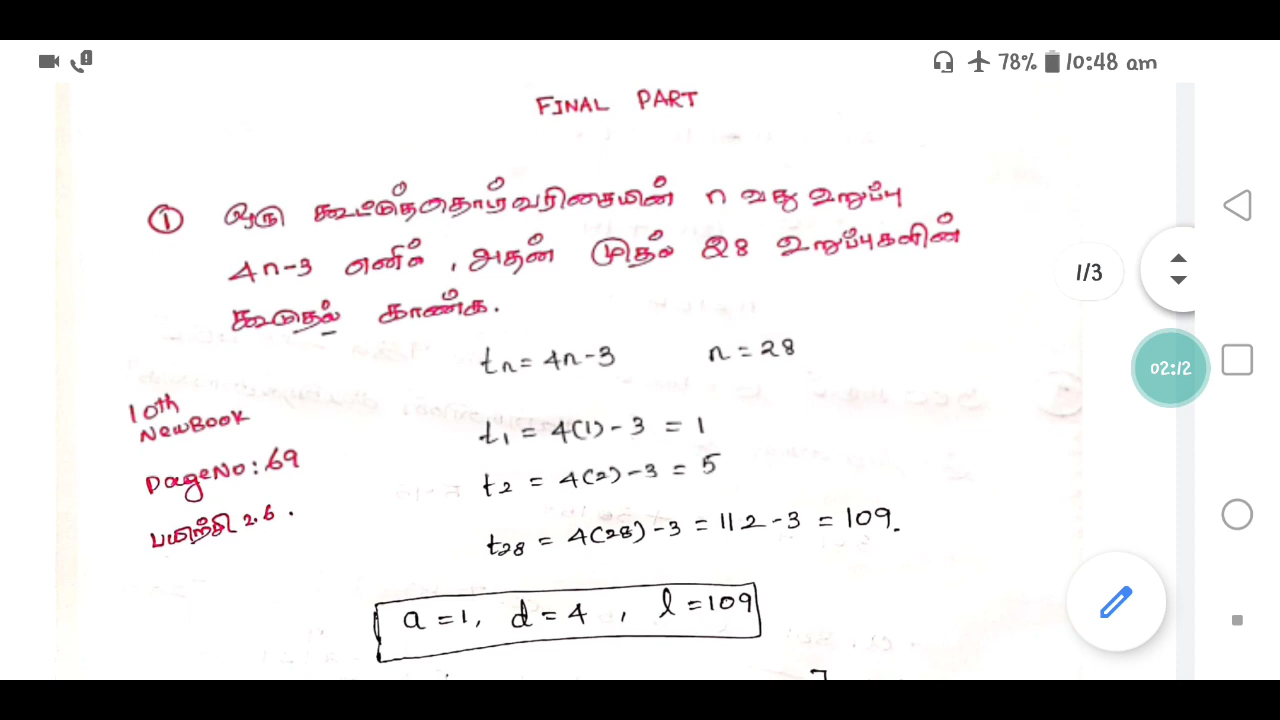 78% 10:48 am
FINAL PART
① ஒரு கூட்டுத்தொடர்வரிசையின் n வது உறுப்பு
4n-3 எனில், அதன் முதல் 28 உறுப்புகளின்
கூடுதல் காண்க.
tn = 4n-3 n = 28
10th
NewBook
PageNo: 69
பயிற்சி 2.6.
t1 = 4(1)-3 = 1
t2 = 4(2)-3 = 5
t28 = 4(28)-3 = 112-3 = 109.
a = 1, d = 4, l = 109
1/3
02:12